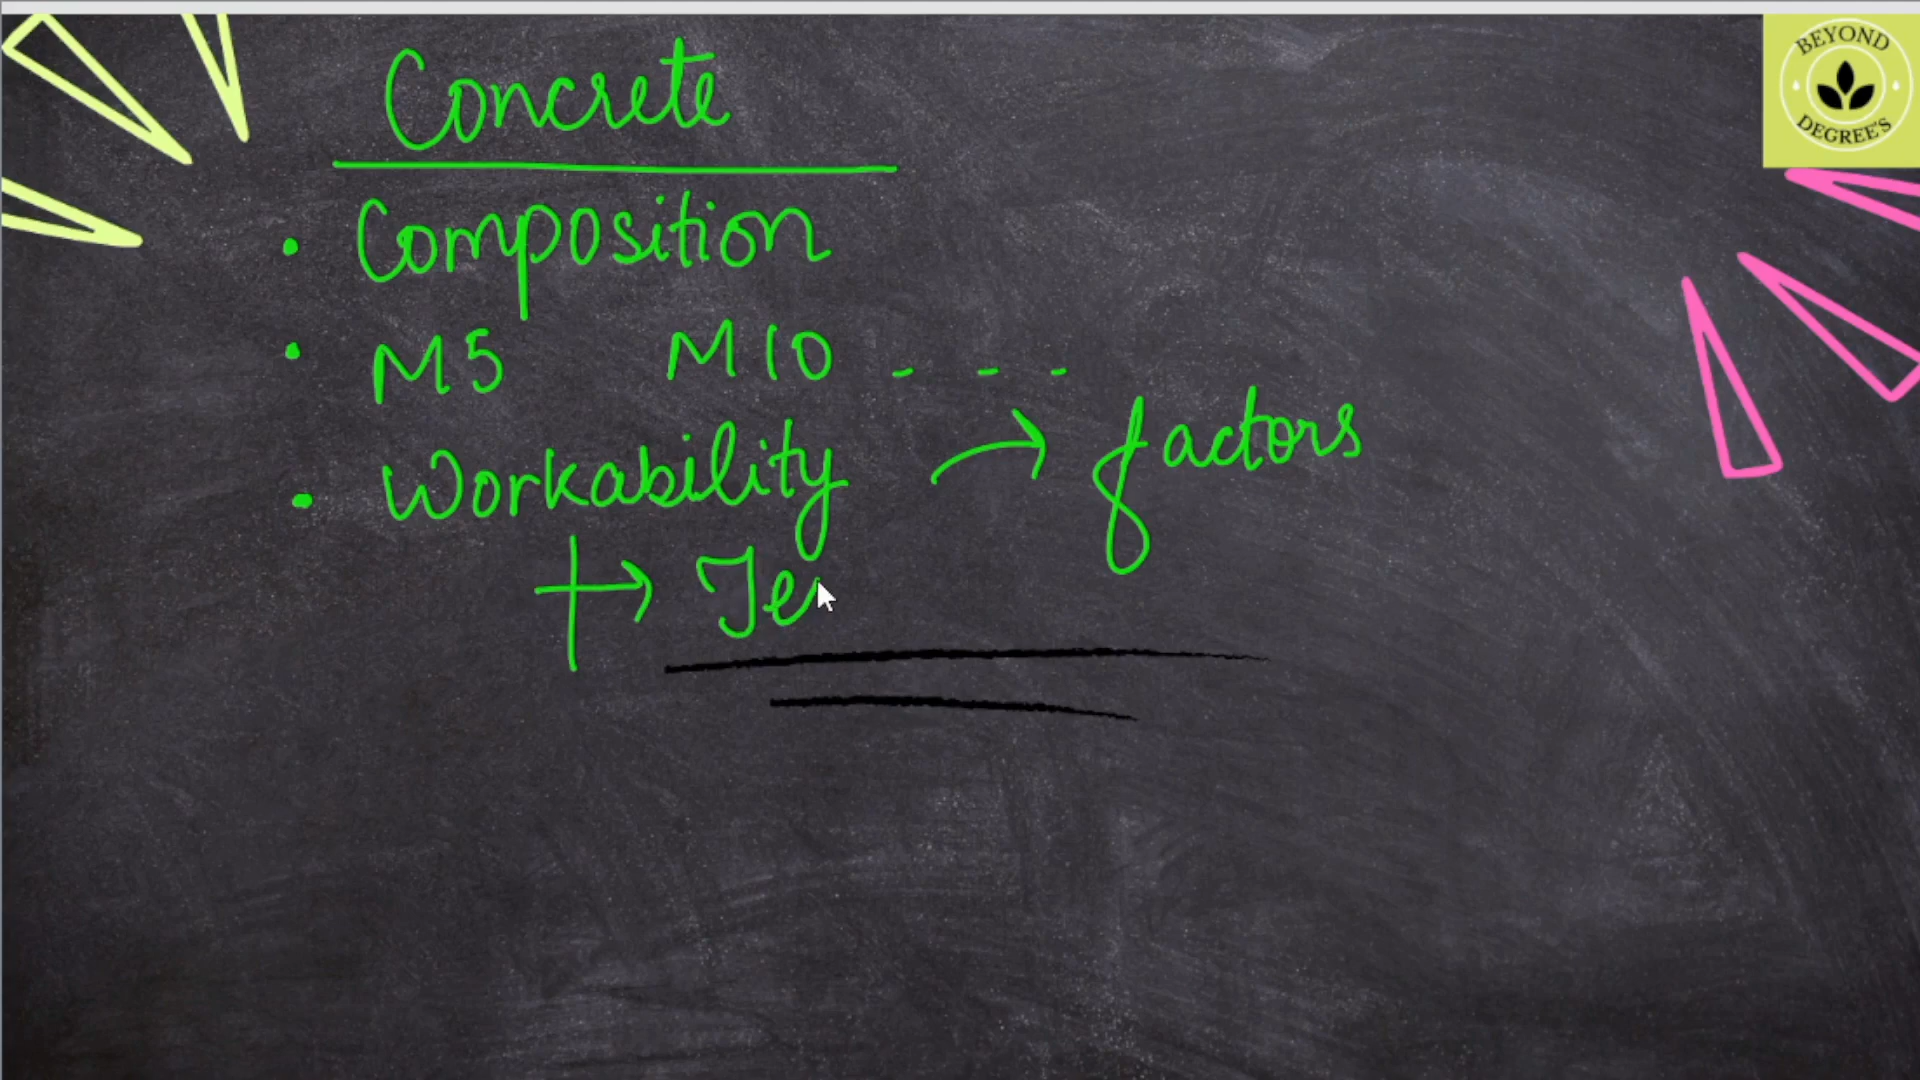 BEYOND
DEGREE'S
Concrete
• Composition
• M5 M10 - - -
• Workability → factors
→ Te